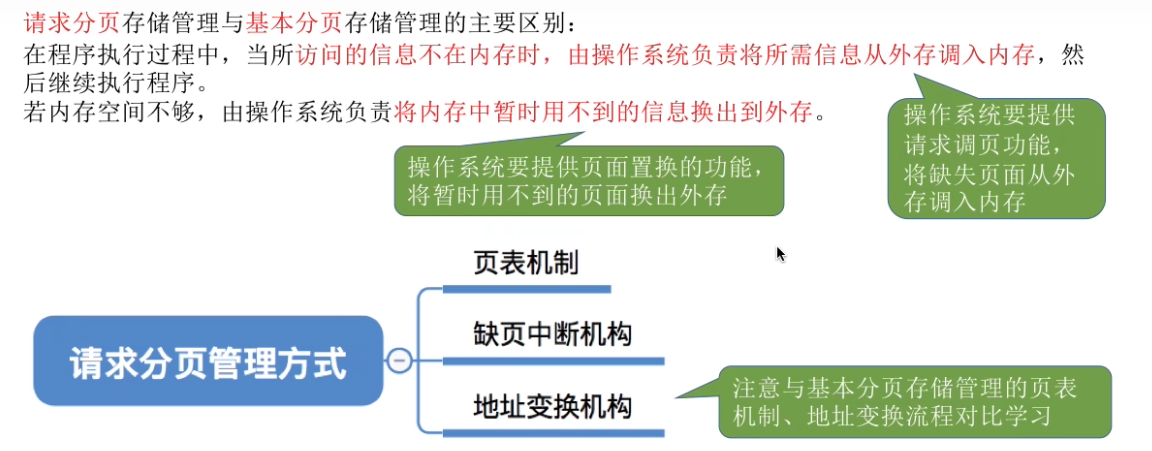 请求分页存储管理与基本分页存储管理的主要区别：
在程序执行过程中，当所访问的信息不在内存时，由操作系统负责将所需信息从外存调入内存，然
后继续执行程序。
若内存空间不够，由操作系统负责将内存中暂时用不到的信息换出到外存。
操作系统要提供
请求调页功能，
将缺失页面从外
存调入内存
操作系统要提供页面置换的功能，
将暂时用不到的页面换出外存
页表机制
缺页中断机构
请求分页管理方式
地址变换机构
注意与基本分页存储管理的页表
机制、地址变换流程对比学习